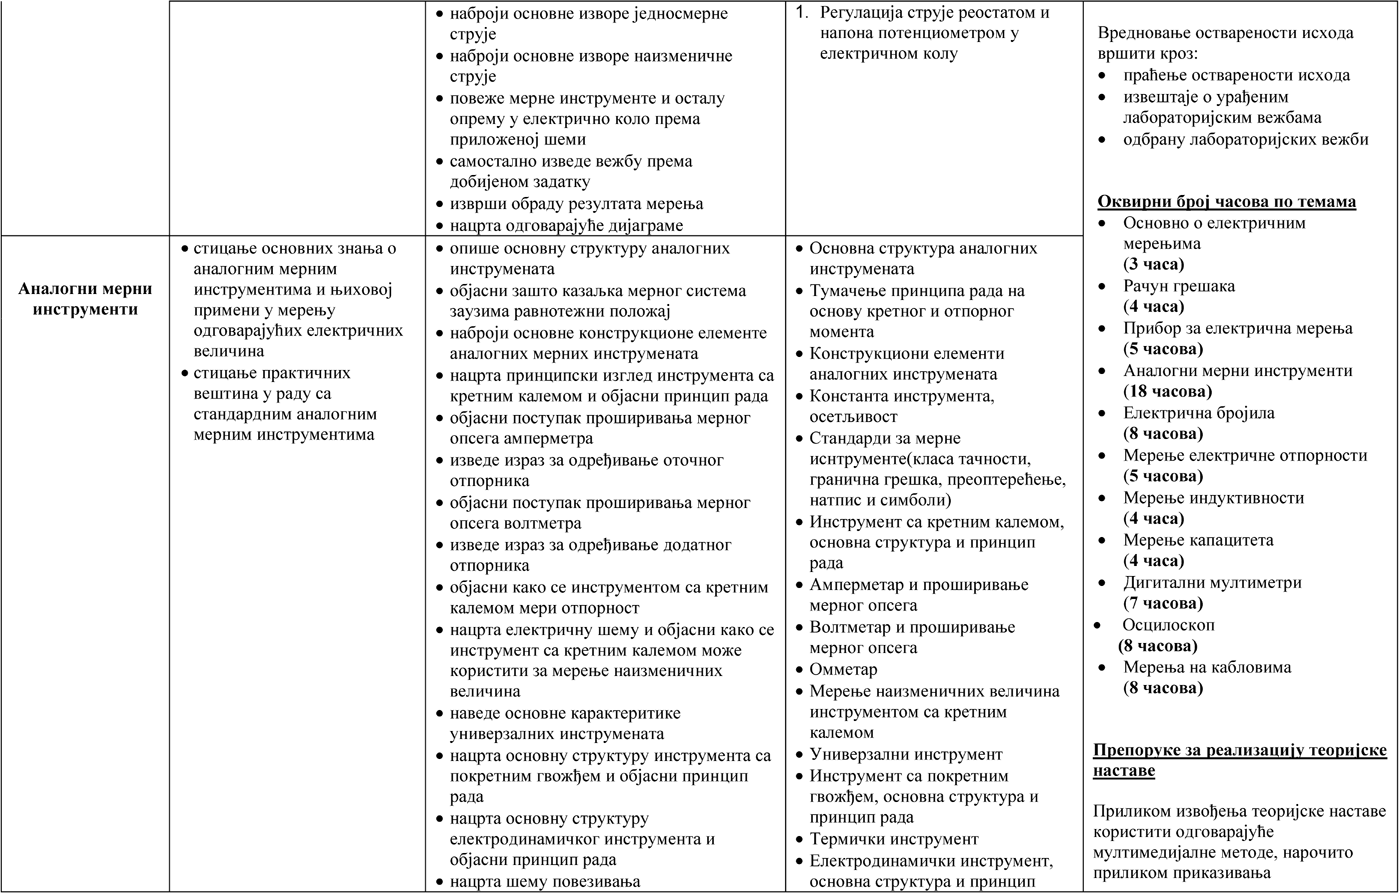 • наброји основне изворе једносмерне
струје
• наброји основне изворе наизменичне
струје
• повеже мерне инструменте и осталу
опрему у електрично коло према
приложеној шеми
• самостално изведе вежбу према
добијеном задатку
• изврши обраду резултата мерења
• нацрта одговарајуће дијаграме
1. Регулација струје реостатом и
напона потенциометром у
електричном колу
Аналогни мерни
инструменти
• стицање основних знања о
аналогним мерним
инструментима и њиховој
примени у мерењу
одговарајућих електричних
величина
• стицање практичних
вештина у раду са
стандардним аналогним
мерним инструментима
• опише основну структуру аналогних
инструмената
• објасни зашто казаљка мерног система
заузима равнотежни положај
• наброји основне конструкционе елементе
аналогних мерних инструмената
• нацрта принципски изглед инструмента са
кретним калемом и објасни принцип рада
• објасни поступак проширивања мерног
опсега амперметра
• изведе израз за одређивање оточног
отпорника
• објасни поступак проширивања мерног
опсега волтметра
• изведе израз за одређивање додатног
отпорника
• објасни како се инструментом са кретним
калемом мери отпорност
• нацрта електричну шему и објасни како се
инструмент са кретним калемом може
користити за мерење наизменичних
величина
• наведе основне карактеритике
универзалних инструмената
• нацрта основну структуру инструмента са
покретним гвожђем и објасни принцип
рада
• нацрта основну структуру
електродинамичког инструмента и
објасни принцип рада
• нацрта шему повезивања
• Основна структура аналогних
инструмената
• Тумачење принципа рада на
основу кретног и отпорног
момента
• Конструкциони елементи
аналогних инструмената
• Константа инструмента,
осетљивост
• Стандарди за мерне
иснтрументе(класа тачности,
гранична грешка, преоптерећење,
натпис и симболи)
• Инструмент са кретним калемом,
основна структура и принцип
рада
• Амперметар и проширивање
мерног опсега
• Волтметар и проширивање
мерног опсега
• Омметар
• Мерење наизменичних величина
инструментом са кретним
калемом
• Универзални инструмент
• Инструмент са покретним
гвожђем, основна структура и
принцип рада
• Термички инструмент
• Електродинамички инструмент,
основна структура и принцип
Вредновање остварености исхода
вршити кроз:
• праћење остварености исхода
• извештаје о урађеним
лабораторијским вежбама
• одбрану лабораторијских вежби
Оквирни број часова по темама
• Основно о електричним
мерењима
(3 часа)
• Рачун грешака
(4 часа)
• Прибор за електрична мерења
(5 часова)
• Аналогни мерни инструменти
(18 часова)
• Електрична бројила
(8 часова)
• Мерење електричне отпорности
(5 часова)
• Мерење индуктивности
(4 часа)
• Мерење капацитета
(4 часа)
• Дигитални мултиметри
(7 часова)
• Осцилоскоп
(8 часова)
• Мерења на кабловима
(8 часова)
Препоруке за реализацију теоријске
наставе
Приликом извођења теоријске наставе
користити одговарајуће
мултимедијалне методе, нарочито
приликом приказивања